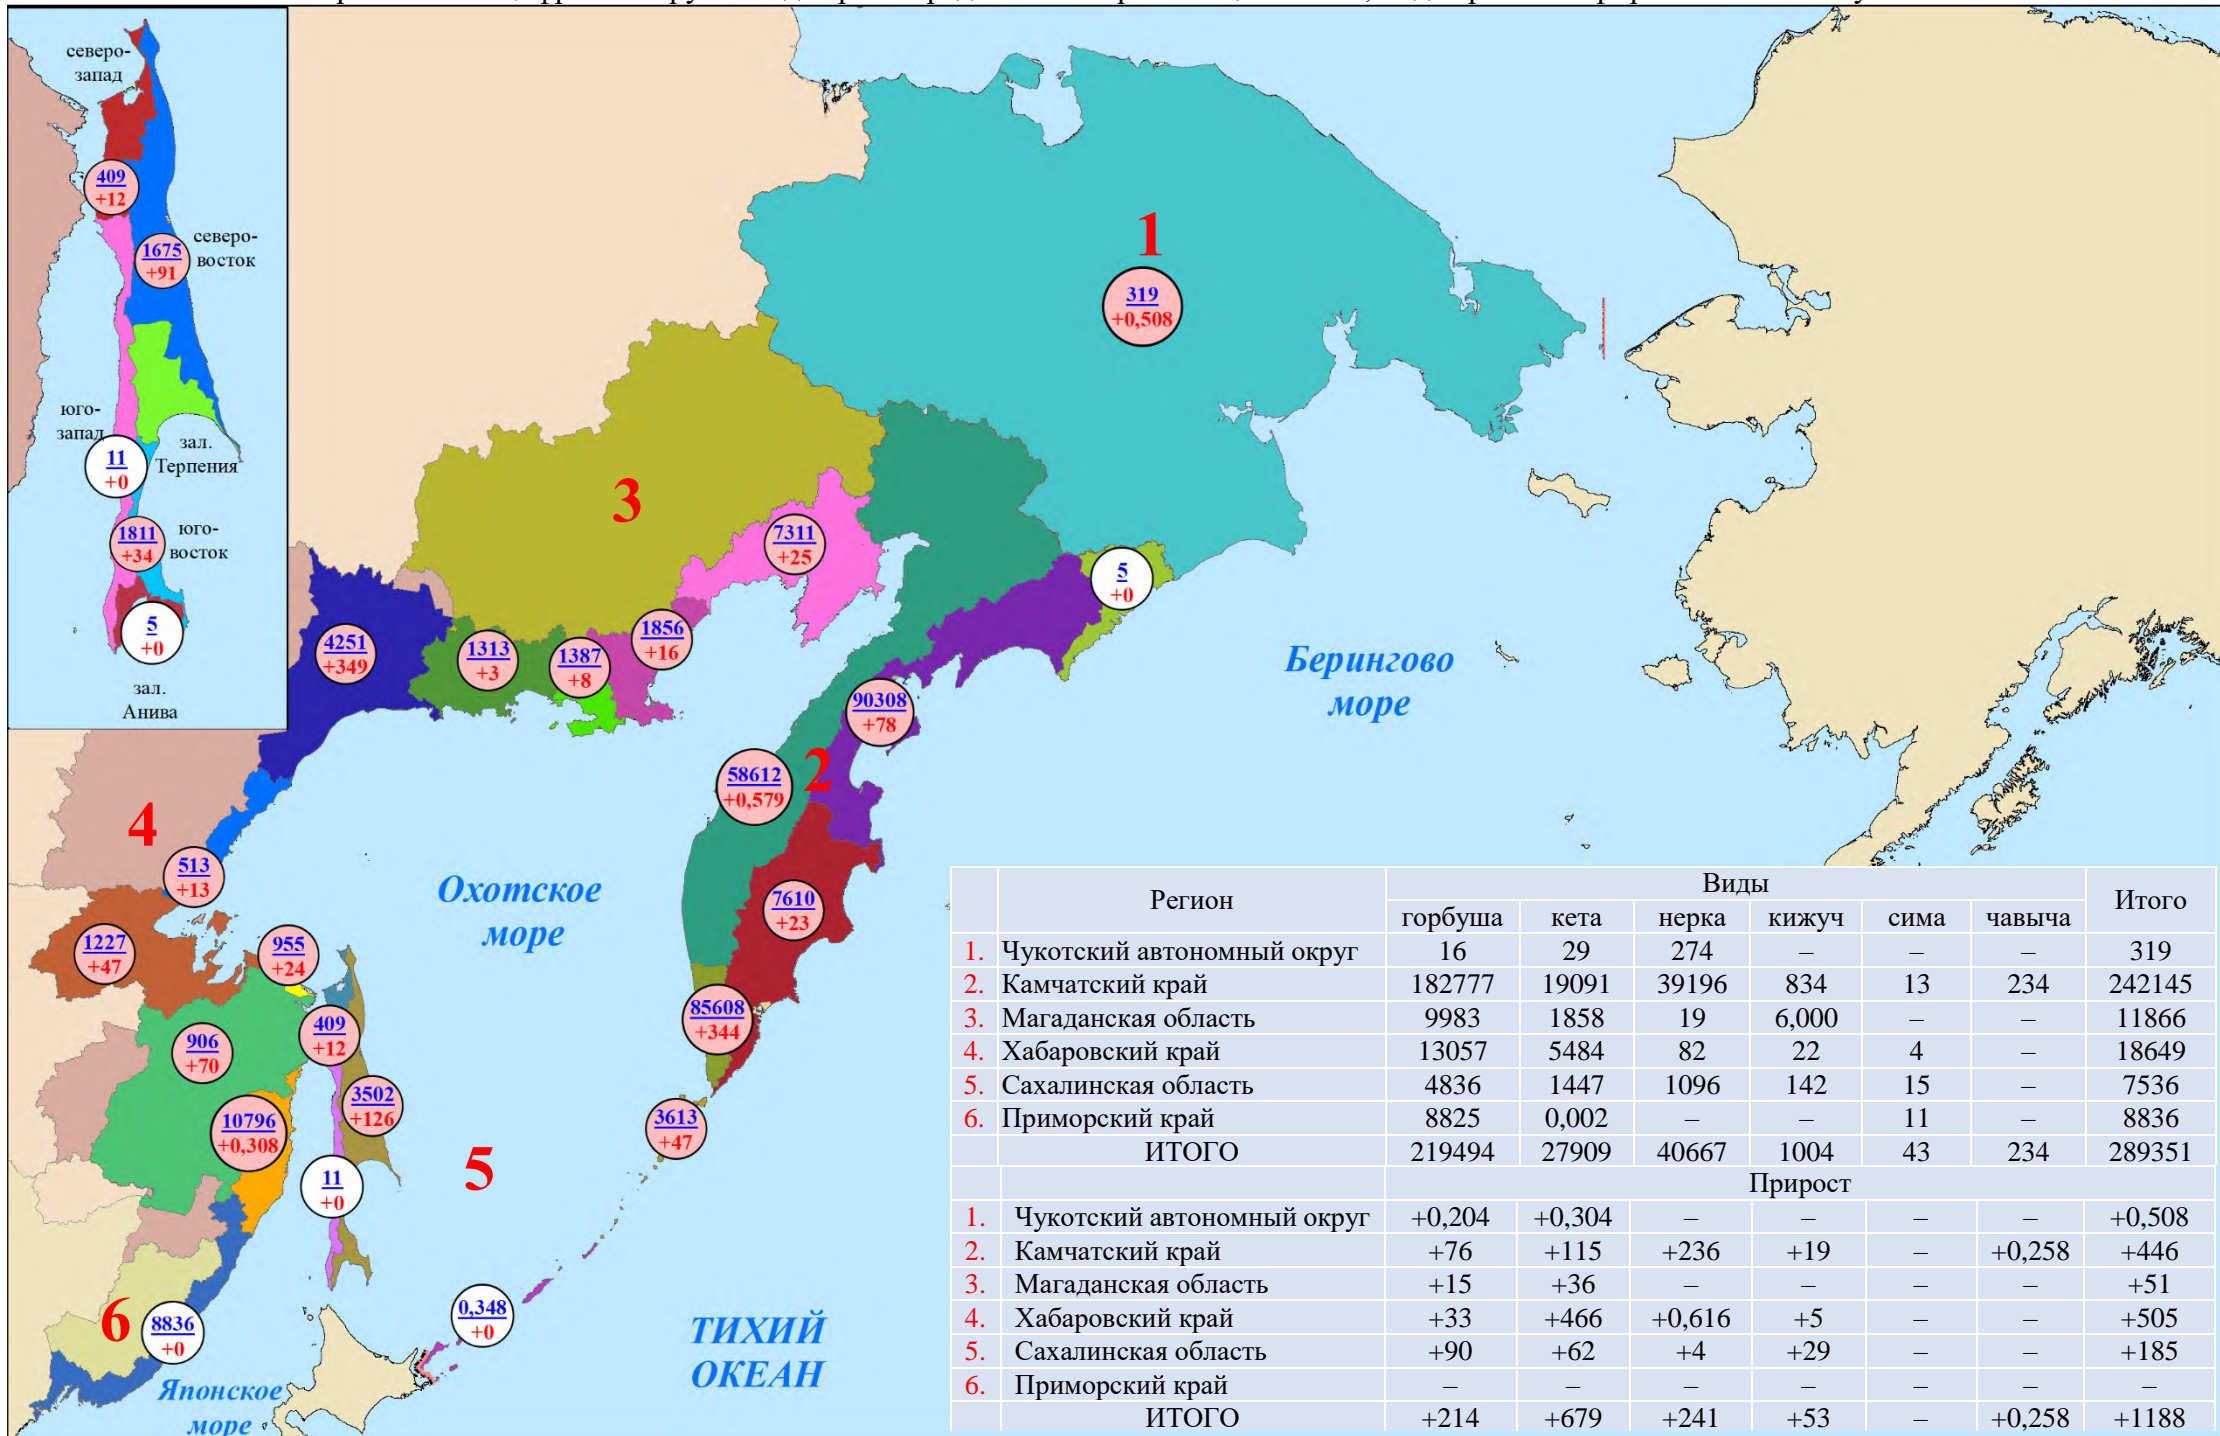 северо-
запад
409
+12
северо-
восток
1675
+91
юго-
запад
11
+0
зал.
Терпения
1811
+34
юго-
восток
5
+0
зал.
Анива
1
319
+0,508
3
7311
+25
5
+0
4251
+349
1313
+3
1387
+8
1856
+16
Берингово
море
90308
+78
58612
+0,579
2
4
513
+13
Охотское
море
7610
+23
1227
+47
955
+24
409
+12
906
+70
85608
+344
3502
+126
10796
+0,308
3613
+47
11
+0
5
6
8836
+0
0,348
+0
ТИХИЙ
ОКЕАН
Японское
море
Регион Виды Итого
горбуша кета нерка кижуч сима чавыча
1. Чукотский автономный округ 16 29 274 – – – 319
2. Камчатский край 182777 19091 39196 834 13 234 242145
3. Магаданская область 9983 1858 19 6,000 – – 11866
4. Хабаровский край 13057 5484 82 22 4 – 18649
5. Сахалинская область 4836 1447 1096 142 15 – 7536
6. Приморский край 8825 0,002 – – 11 – 8836
ИТОГО 219494 27909 40667 1004 43 234 289351
Прирост
1. Чукотский автономный округ +0,204 +0,304 – – – – +0,508
2. Камчатский край +76 +115 +236 +19 – +0,258 +446
3. Магаданская область +15 +36 – – – – +51
4. Хабаровский край +33 +466 +0,616 +5 – – +505
5. Сахалинская область +90 +62 +4 +29 – – +185
6. Приморский край – – – – – – –
ИТОГО +214 +679 +241 +53 – +0,258 +1188